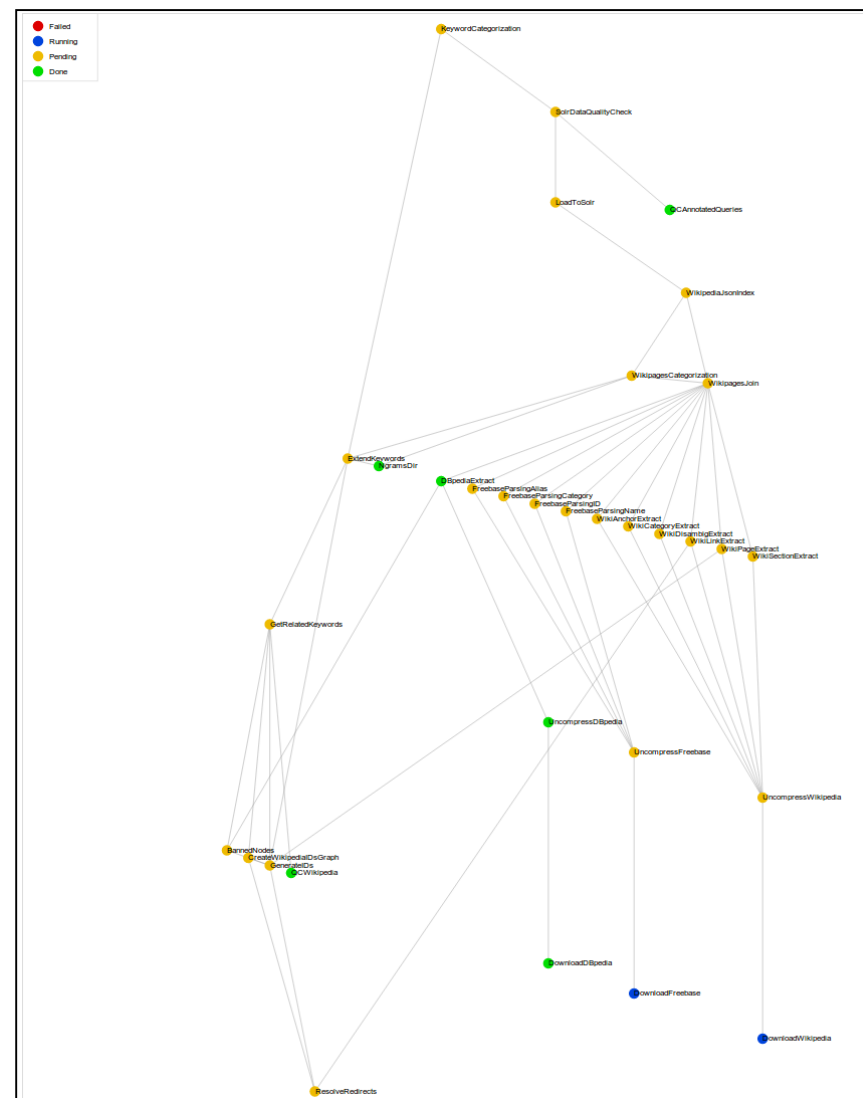 Failed
Running
Pending
Done
KeywordCategorization
SolrDataQualityCheck
LoadToSolr
QCAnnotatedQueries
WikipediaJsonIndex
WikipagesCategorization
WikipagesJoin
ExtendKeywords
NgramsDir
DBpediaExtract
FreebaseParsingAlias
FreebaseParsingCategory
FreebaseParsingID
FreebaseParsingName
WikiAnchorExtract
WikiCategoryExtract
WikiDisambigExtract
WikiLinkExtract
WikiPageExtract
WikiSectionExtract
GetRelatedKeywords
UncompressDBpedia
UncompressFreebase
UncompressWikipedia
BannedNodes
CreateWikipediaIDsGraph
GenerateIDs
QCWikipedia
DownloadDBpedia
DownloadFreebase
DownloadWikipedia
ResolveRedirects